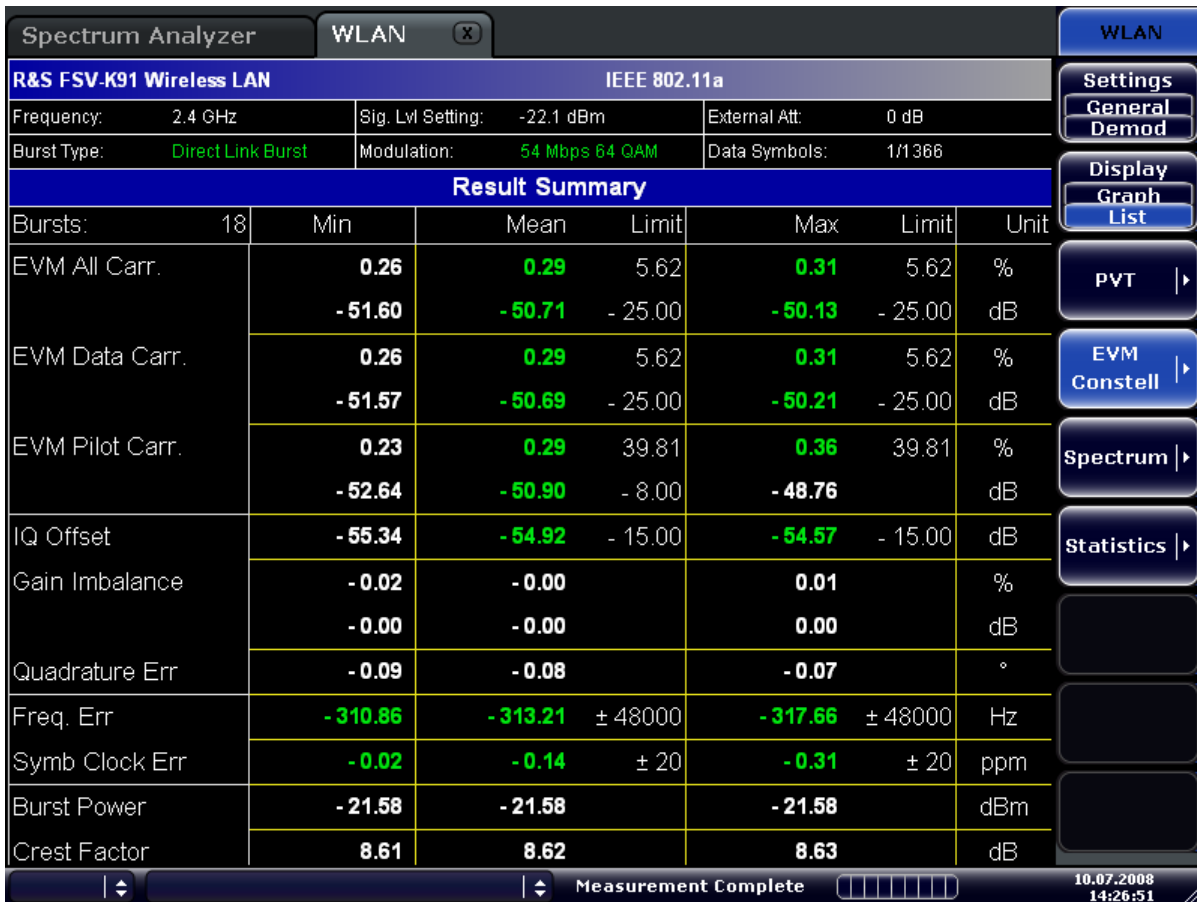 Spectrum Analyzer WLAN X WLAN
R&S FSV-K91 Wireless LAN IEEE 802.11a
Frequency: 2.4 GHz Sig. Lvl Setting: -22.1 dBm External Att: 0 dB
Burst Type: Direct Link Burst Modulation: 54 Mbps 64 QAM Data Symbols: 1/1366
Result Summary
Bursts: 18 Min Mean Limit Max Limit Unit
EVM All Carr. 0.26 0.29 5.62 0.31 5.62 %
- 51.60 - 50.71 - 25.00 - 50.13 - 25.00 dB
EVM Data Carr. 0.26 0.29 5.62 0.31 5.62 %
- 51.57 - 50.69 - 25.00 - 50.21 - 25.00 dB
EVM Pilot Carr. 0.23 0.29 39.81 0.36 39.81 %
- 52.64 - 50.90 - 8.00 - 48.76 dB
IQ Offset - 55.34 - 54.92 - 15.00 - 54.57 - 15.00 dB
Gain Imbalance - 0.02 - 0.00 0.01 %
- 0.00 - 0.00 0.00 dB
Quadrature Err - 0.09 - 0.08 - 0.07 °
Freq. Err - 310.86 - 313.21 ± 48000 - 317.66 ± 48000 Hz
Symb Clock Err - 0.02 - 0.14 ± 20 - 0.31 ± 20 ppm
Burst Power - 21.58 - 21.58 - 21.58 dBm
Crest Factor 8.61 8.62 8.63 dB
Settings
General
Demod
Display
Graph
List
PVT
EVM
Constell
Spectrum
Statistics
Measurement Complete
10.07.2008
14:26:51